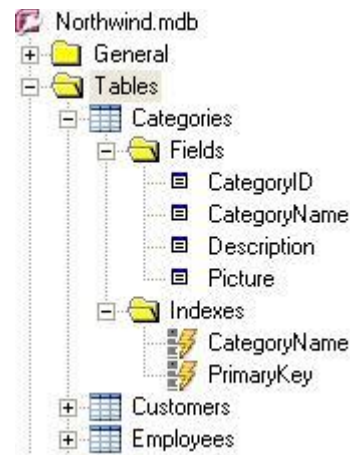 Northwind.mdb
General
Tables
Categories
Fields
CategoryID
CategoryName
Description
Picture
Indexes
CategoryName
PrimaryKey
Customers
Employees